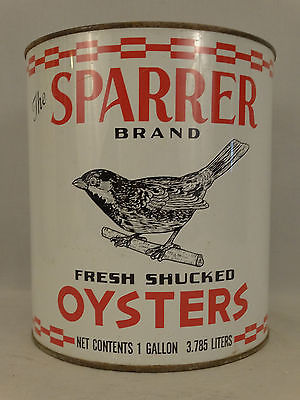 The SPARRER
BRAND
FRESH SHUCKED
OYSTERS
NET CONTENTS 1 GALLON 3.785 LITERS